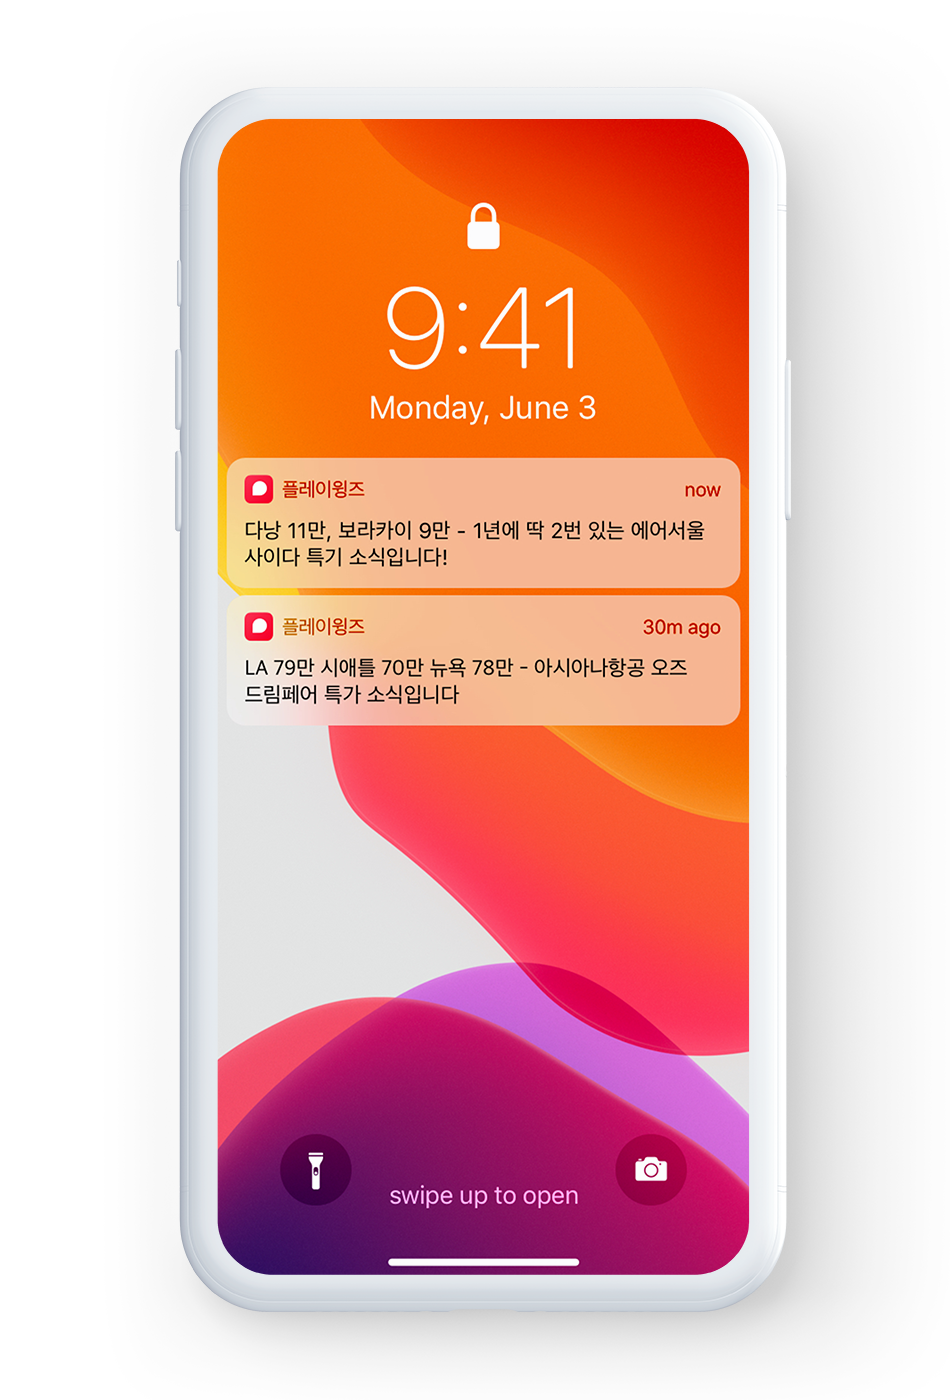 9:41
Monday, June 3
플레이윙즈 now
다낭 11만, 보라카이 9만 - 1년에 딱 2번 있는 에어서울
사이다 특기 소식입니다!
플레이윙즈 30m ago
LA 79만 시애틀 70만 뉴욕 78만 - 아시아나항공 오즈
드림페어 특가 소식입니다
swipe up to open